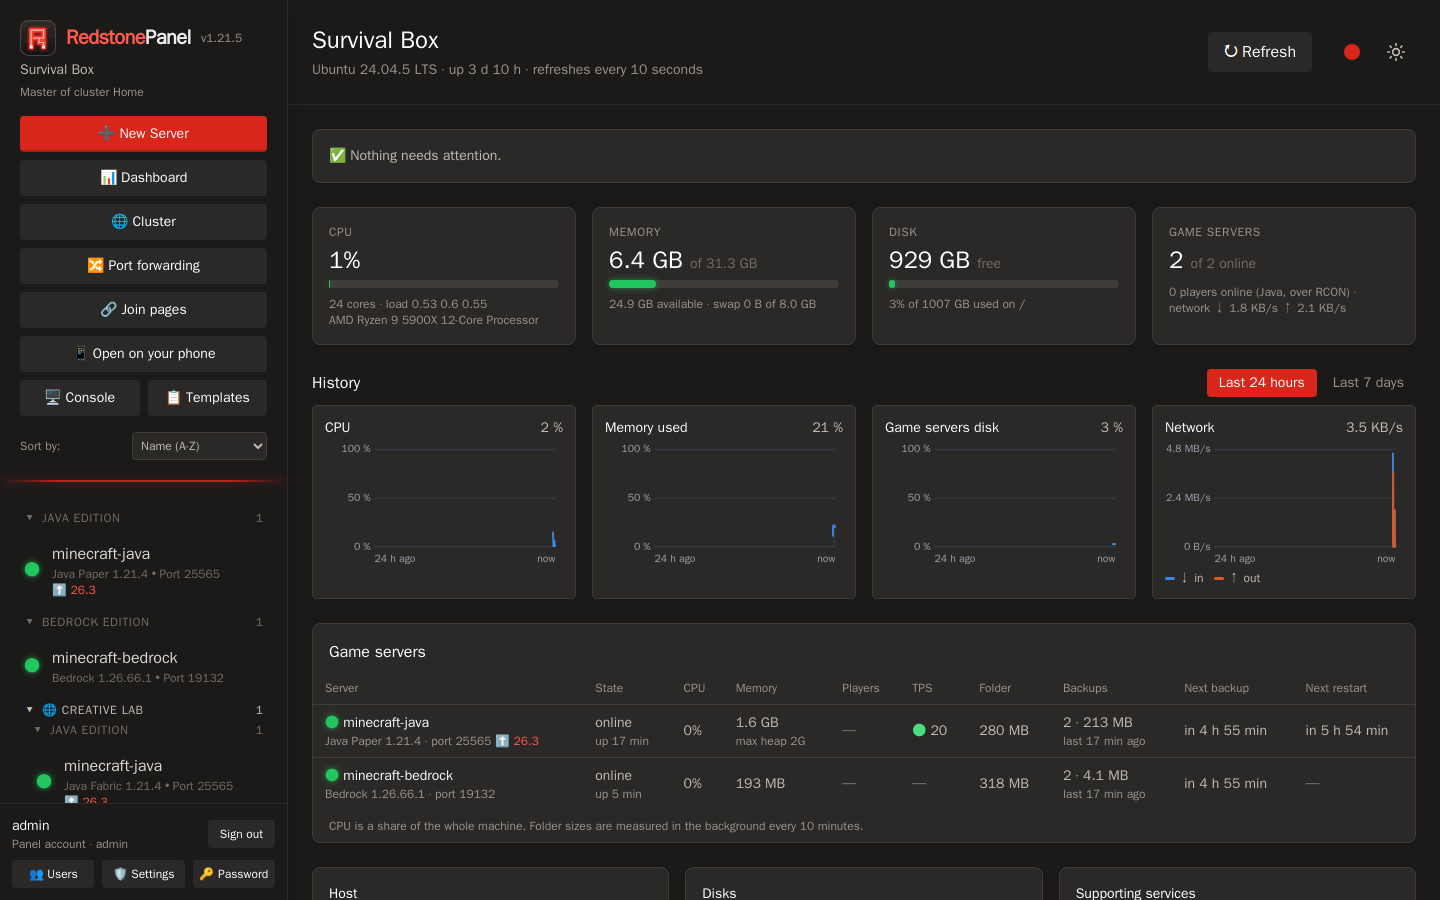 RedstonePanel v1.21.5
Survival Box
Master of cluster Home
➕ New Server
📊 Dashboard
🌐 Cluster
🔀 Port forwarding
🔗 Join pages
📱 Open on your phone
🖥️ Console
📋 Templates
Sort by: Name (A-Z)
▼ JAVA EDITION 1
minecraft-java
Java Paper 1.21.4 • Port 25565
⬆️ 26.3
▼ BEDROCK EDITION 1
minecraft-bedrock
Bedrock 1.26.66.1 • Port 19132
▼ 🌐 CREATIVE LAB 1
▼ JAVA EDITION 1
minecraft-java
Java Fabric 1.21.4 • Port 25565
⬆️ 26.3
admin
Panel account · admin
Sign out
👥 Users
🛡️ Settings
🔑 Password
Survival Box
Ubuntu 24.04.5 LTS · up 3 d 10 h · refreshes every 10 seconds
↻ Refresh
✅ Nothing needs attention.
CPU
1%
24 cores · load 0.53 0.6 0.55
AMD Ryzen 9 5900X 12-Core Processor
MEMORY
6.4 GB of 31.3 GB
24.9 GB available · swap 0 B of 8.0 GB
DISK
929 GB free
3% of 1007 GB used on /
GAME SERVERS
2 of 2 online
0 players online (Java, over RCON) ·
network ↓ 1.8 KB/s ↑ 2.1 KB/s
History
Last 24 hours
Last 7 days
CPU 2 %
100 %
50 %
0 %
24 h ago now
Memory used 21 %
100 %
50 %
0 %
24 h ago now
Game servers disk 3 %
100 %
50 %
0 %
24 h ago now
Network 3.5 KB/s
4.8 MB/s
2.4 MB/s
0 B/s
24 h ago now
↓ in ↑ out
Game servers
Server State CPU Memory Players TPS Folder Backups Next backup Next restart
minecraft-java online 0% 1.6 GB — 20 280 MB 2 · 213 MB in 4 h 55 min in 5 h 54 min
Java Paper 1.21.4 · port 25565 ⬆️ 26.3 up 17 min max heap 2G last 17 min ago
minecraft-bedrock online 0% 193 MB — — 318 MB 2 · 4.1 MB in 4 h 55 min —
Bedrock 1.26.66.1 · port 19132 up 5 min last 17 min ago
CPU is a share of the whole machine. Folder sizes are measured in the background every 10 minutes.
Host
Disks
Supporting services